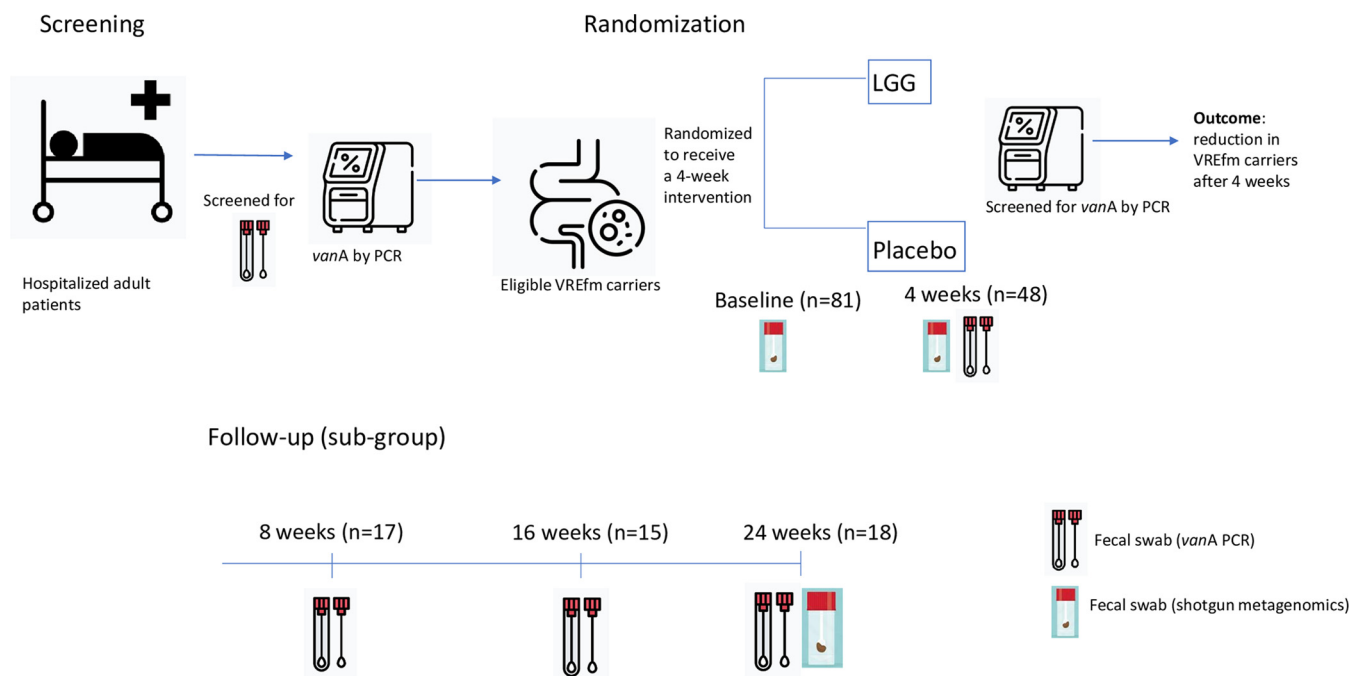 Screening
Randomization
Hospitalized adult
patients
Screened for
vanA by PCR
Eligible VREfm carriers
Randomized
to receive
a 4-week
intervention
LGG
Placebo
Screened for vanA by PCR
Outcome:
reduction in
VREfm carriers
after 4 weeks
Baseline (n=81)
4 weeks (n=48)
Follow-up (sub-group)
8 weeks (n=17)
16 weeks (n=15)
24 weeks (n=18)
Fecal swab (vanA PCR)
Fecal swab (shotgun metagenomics)